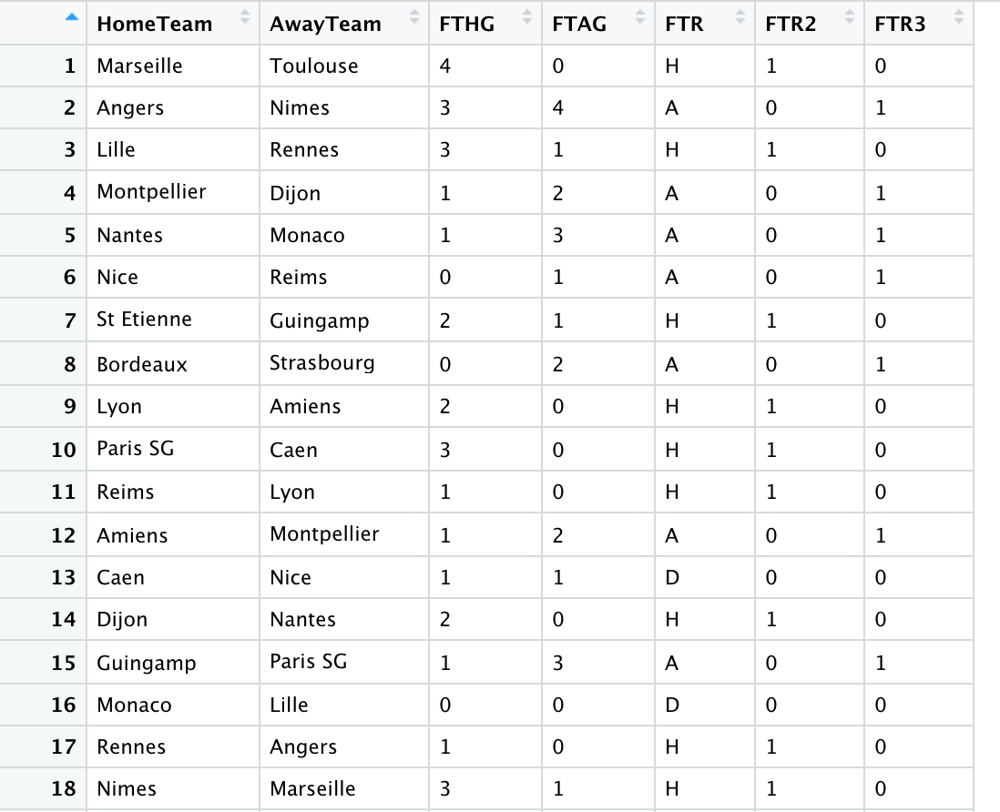 HomeTeam AwayTeam FTHG FTAG FTR FTR2 FTR3
1 Marseille Toulouse 4 0 H 1 0
2 Angers Nimes 3 4 A 0 1
3 Lille Rennes 3 1 H 1 0
4 Montpellier Dijon 1 2 A 0 1
5 Nantes Monaco 1 3 A 0 1
6 Nice Reims 0 1 A 0 1
7 St Etienne Guingamp 2 1 H 1 0
8 Bordeaux Strasbourg 0 2 A 0 1
9 Lyon Amiens 2 0 H 1 0
10 Paris SG Caen 3 0 H 1 0
11 Reims Lyon 1 0 H 1 0
12 Amiens Montpellier 1 2 A 0 1
13 Caen Nice 1 1 D 0 0
14 Dijon Nantes 2 0 H 1 0
15 Guingamp Paris SG 1 3 A 0 1
16 Monaco Lille 0 0 D 0 0
17 Rennes Angers 1 0 H 1 0
18 Nimes Marseille 3 1 H 1 0